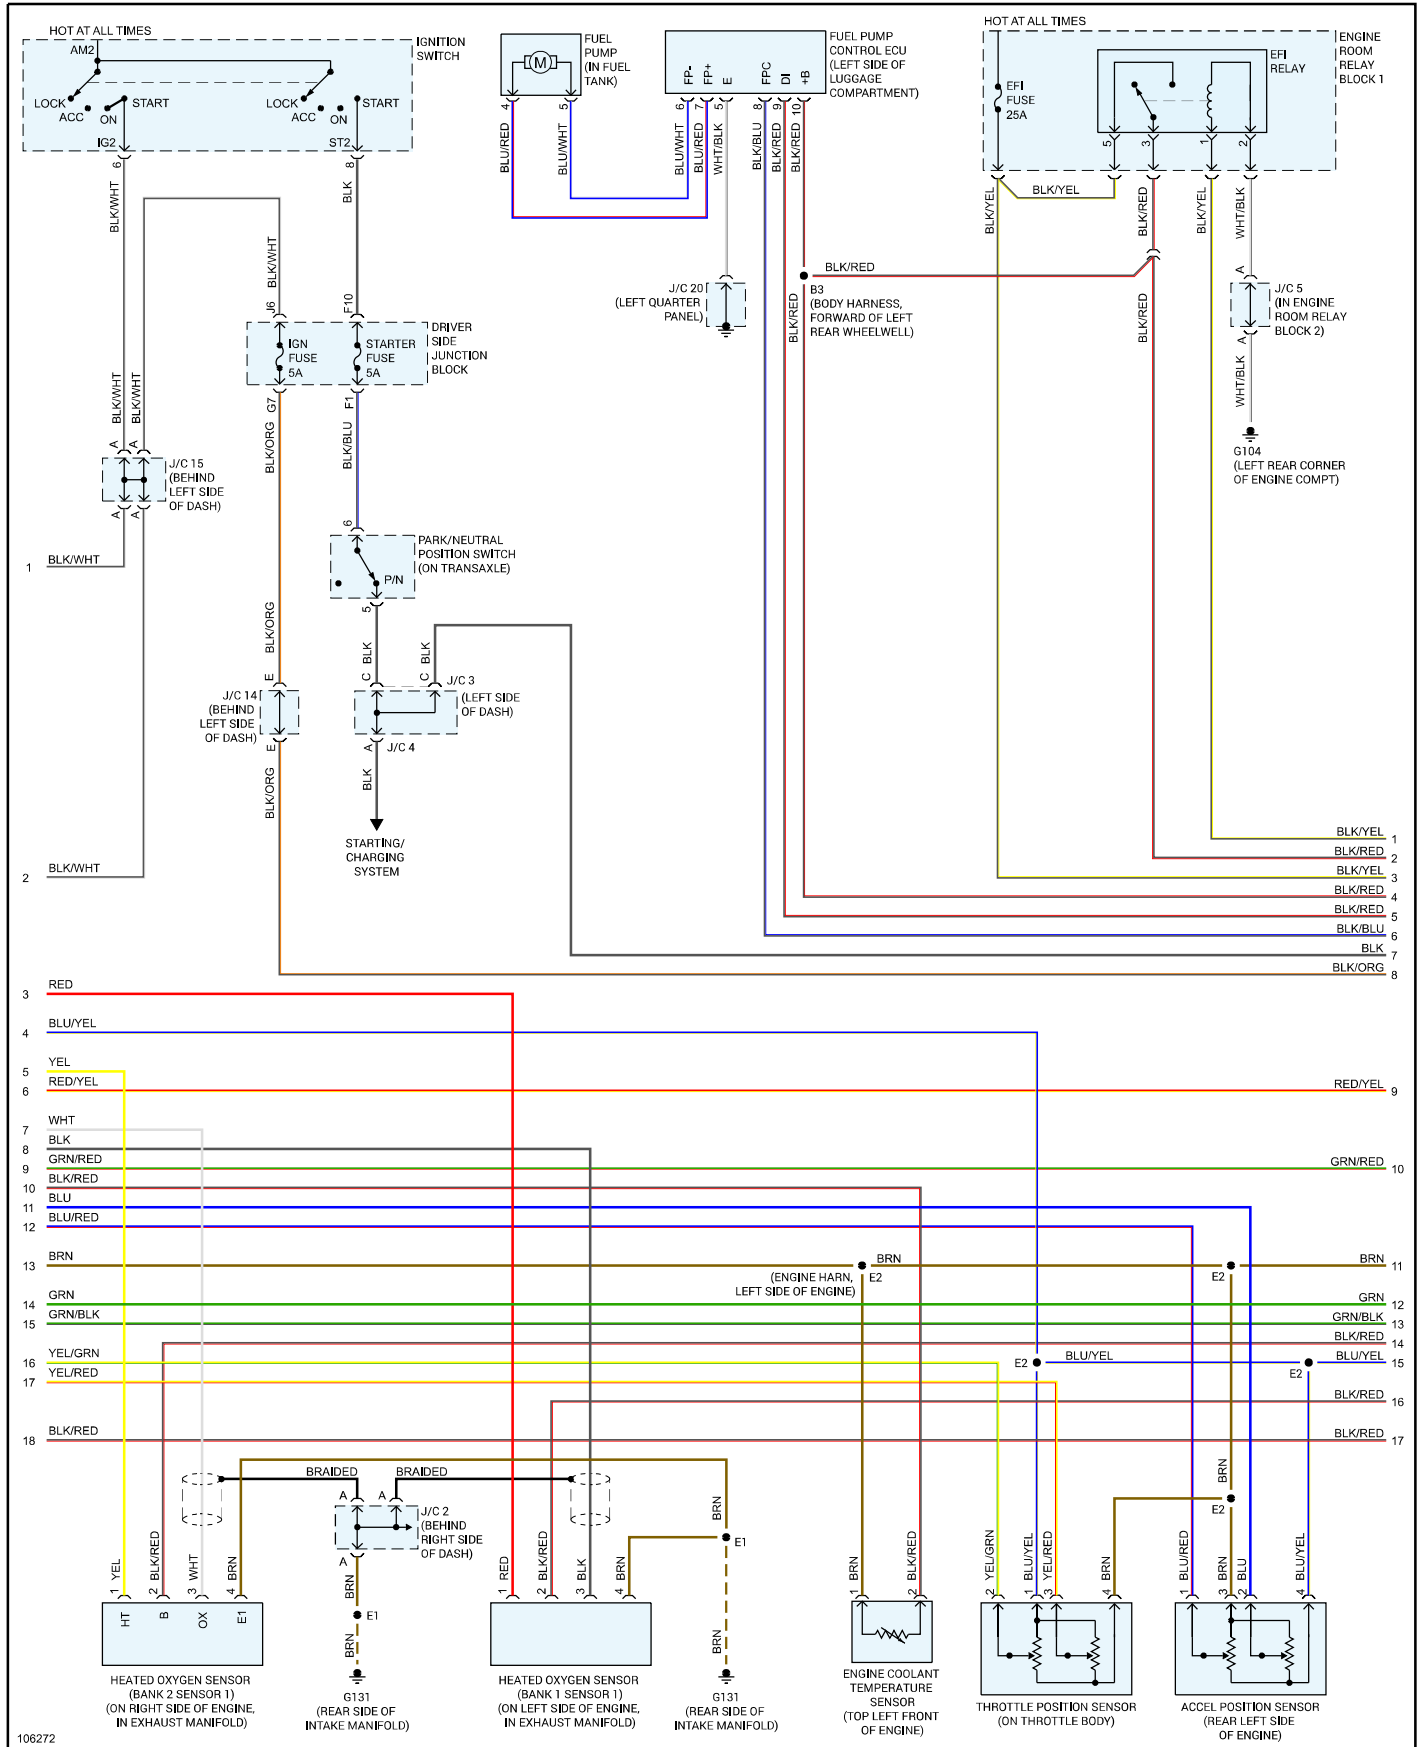 HOT AT ALL TIMES
IGNITION
SWITCH
AM2
LOCK
ACC
ON
START
LOCK
ACC
ON
START
IG2
ST2
6
8
BLK/WHT
BLK
BLK/WHT
FUEL
PUMP
(IN FUEL
TANK)
M
4
5
BLU/RED
BLU/WHT
FUEL PUMP
CONTROL ECU
(LEFT SIDE OF
LUGGAGE
COMPARTMENT)
FP-
FP+
E
FPC
DI
+B
6
7
5
8
9
10
BLU/WHT
BLU/RED
WHT/BLK
BLK/BLU
BLK/RED
BLK/RED
HOT AT ALL TIMES
ENGINE
ROOM
RELAY
BLOCK 1
EFI
RELAY
EFI
FUSE
25A
5
3
1
2
BLK/YEL
BLK/YEL
BLK/RED
BLK/YEL
WHT/BLK
BLK/RED
BLK/RED
BLK/RED
B3
(BODY HARNESS,
FORWARD OF LEFT
REAR WHEELWELL)
J/C 20
(LEFT QUARTER
PANEL)
A
J/C 5
(IN ENGINE
ROOM RELAY
BLOCK 2)
A
WHT/BLK
G104
(LEFT REAR CORNER
OF ENGINE COMPT)
J6
F10
DRIVER
SIDE
JUNCTION
BLOCK
IGN
FUSE
5A
STARTER
FUSE
5A
G7
F1
BLK/ORG
BLK/BLU
BLK/WHT
BLK/WHT
A
A
J/C 15
(BEHIND
LEFT SIDE
OF DASH)
A
A
6
PARK/NEUTRAL
POSITION SWITCH
(ON TRANSAXLE)
P/N
5
1 BLK/WHT
BLK/ORG
E
J/C 14
(BEHIND
LEFT SIDE
OF DASH)
E
BLK/ORG
C
BLK
C
BLK
J/C 3
(LEFT SIDE
OF DASH)
A
J/C 4
BLK
STARTING/
CHARGING
SYSTEM
2 BLK/WHT
BLK/YEL 1
BLK/RED 2
BLK/YEL 3
BLK/RED 4
BLK/RED 5
BLK/BLU 6
BLK 7
BLK/ORG 8
3 RED
4 BLU/YEL
5 YEL
6 RED/YEL
RED/YEL 9
7 WHT
8 BLK
9 GRN/RED
GRN/RED 10
10 BLK/RED
11 BLU
12 BLU/RED
13 BRN
BRN
BRN 11
(ENGINE HARN,
LEFT SIDE OF ENGINE)
E2
E2
14 GRN
GRN 12
15 GRN/BLK
GRN/BLK 13
BLK/RED 14
16 YEL/GRN
E2
BLU/YEL
E2
BLU/YEL 15
17 YEL/RED
BLK/RED 16
18 BLK/RED
BLK/RED 17
BRAIDED
BRAIDED
A
A
J/C 2
(BEHIND
RIGHT SIDE
OF DASH)
A
BRN
E1
BRN
G131
(REAR SIDE OF
INTAKE MANIFOLD)
YEL
BLK/RED
WHT
BRN
1
2
3
4
HT
B
OX
E1
HEATED OXYGEN SENSOR
(BANK 2 SENSOR 1)
(ON RIGHT SIDE OF ENGINE,
IN EXHAUST MANIFOLD)
RED
BLK/RED
BLK
BRN
1
2
3
4
HEATED OXYGEN SENSOR
(BANK 1 SENSOR 1)
(ON LEFT SIDE OF ENGINE,
IN EXHAUST MANIFOLD)
BRN
E1
BRN
G131
(REAR SIDE OF
INTAKE MANIFOLD)
BRN
BLK/RED
1
2
ENGINE COOLANT
TEMPERATURE
SENSOR
(TOP LEFT FRONT
OF ENGINE)
YEL/GRN
BLU/YEL
YEL/RED
BRN
2
1
3
4
THROTTLE POSITION SENSOR
(ON THROTTLE BODY)
BRN
E2
BLU/RED
BRN
BLU
BLU/YEL
1
3
2
4
ACCEL POSITION SENSOR
(REAR LEFT SIDE
OF ENGINE)
106272